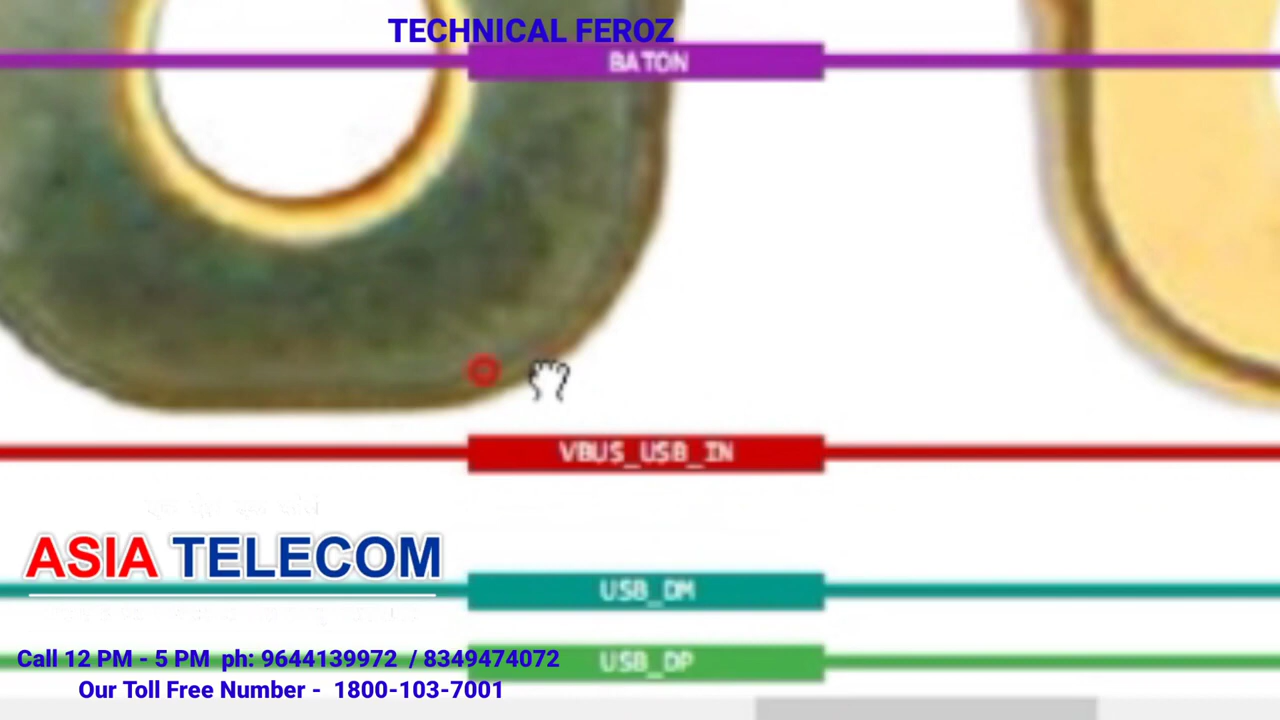 TECHNICAL FEROZ
BATON
VBUS_USB_IN
ASIA TELECOM
USB_DM
USB_DP
Call 12 PM - 5 PM ph: 9644139972 / 8349474072
Our Toll Free Number - 1800-103-7001